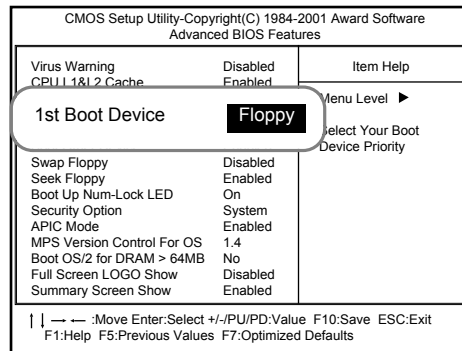 CMOS Setup Utility-Copyright(C) 1984-2001 Award Software
Advanced BIOS Features
Virus Warning Disabled
CPU L1&L2 Cache Enabled
1st Boot Device Floppy
Swap Floppy Disabled
Seek Floppy Enabled
Boot Up Num-Lock LED On
Security Option System
APIC Mode Enabled
MPS Version Control For OS 1.4
Boot OS/2 for DRAM > 64MB No
Full Screen LOGO Show Disabled
Summary Screen Show Enabled
Item Help
Menu Level ▶
Select Your Boot
Device Priority
↑↓→← :Move Enter:Select +/-/PU/PD:Value F10:Save ESC:Exit
F1:Help F5:Previous Values F7:Optimized Defaults